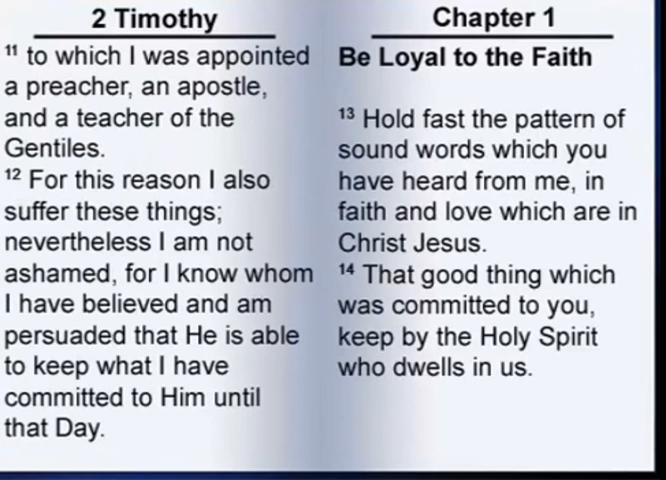 2 Timothy
¹¹ to which I was appointed
a preacher, an apostle,
and a teacher of the
Gentiles.
¹² For this reason I also
suffer these things;
nevertheless I am not
ashamed, for I know whom
I have believed and am
persuaded that He is able
to keep what I have
committed to Him until
that Day.
Chapter 1
Be Loyal to the Faith
¹³ Hold fast the pattern of
sound words which you
have heard from me, in
faith and love which are in
Christ Jesus.
¹⁴ That good thing which
was committed to you,
keep by the Holy Spirit
who dwells in us.